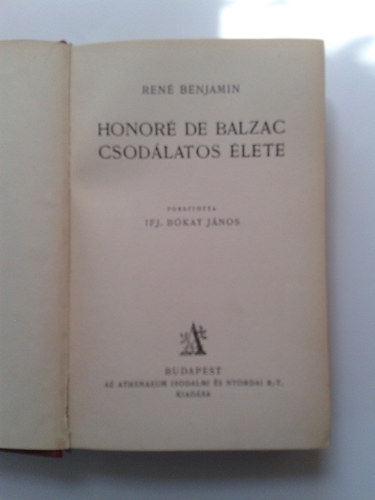 RENÉ BENJAMIN
HONORÉ DE BALZAC
CSODÁLATOS ÉLETE
FORDÍTOTTA
IFJ. BÓKAY JÁNOS
BUDAPEST
AZ ATHENAEUM IRODALMI ÉS NYOMDAI R.-T.
KIADÁSA